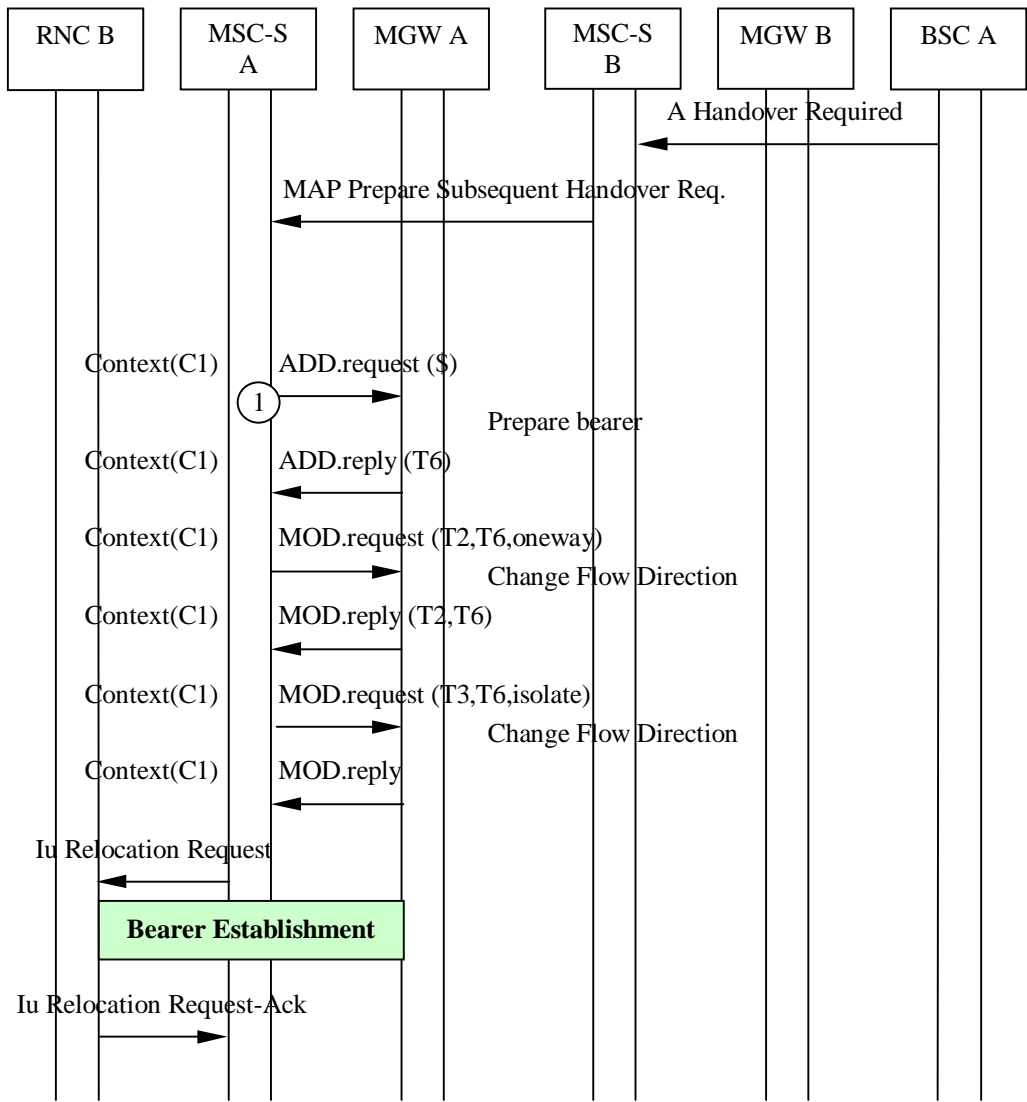 RNC B
MSC-S
A
MGW A
MSC-S
B
MGW B
BSC A
A Handover Required
MAP Prepare Subsequent Handover Req.
Context(C1)
ADD.request ($)
1
Prepare bearer
Context(C1)
ADD.reply (T6)
Context(C1)
MOD.request (T2,T6,oneway)
Change Flow Direction
Context(C1)
MOD.reply (T2,T6)
Context(C1)
MOD.request (T3,T6,isolate)
Change Flow Direction
Context(C1)
MOD.reply
Iu Relocation Request
Bearer Establishment
Iu Relocation Request-Ack